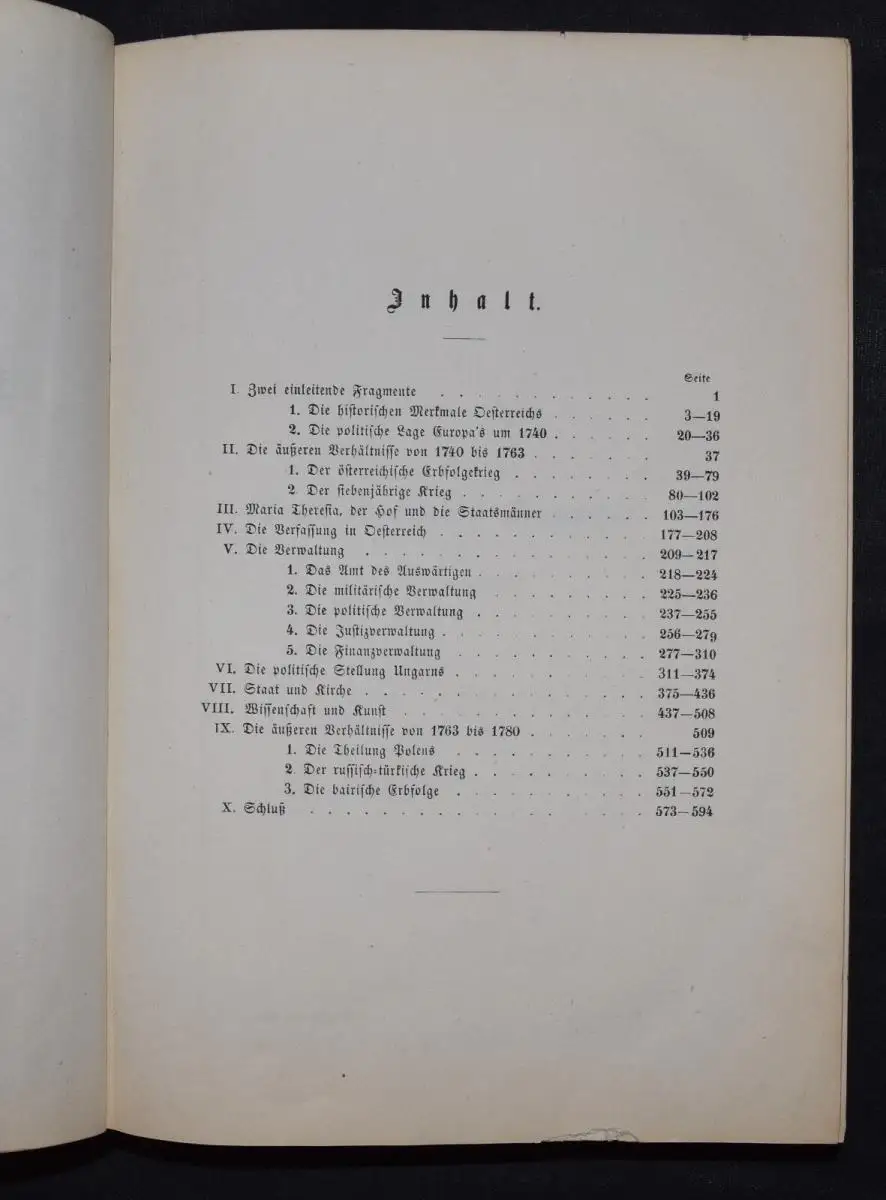 Inhalt.
Seite
I. Zwei einleitende Fragmente . . . . . . . . . . . . 1
1. Die historischen Merkmale Oesterreichs . . . . . . 3—19
2. Die politische Lage Europa's um 1740 . . . . . . 20—36
II. Die äußeren Verhältnisse von 1740 bis 1763 . . . . . . . 37
1. Der österreichische Erbfolgekrieg . . . . . . . . 39—79
2. Der siebenjährige Krieg . . . . . . . . . . . 80—102
III. Maria Theresia, der Hof und die Staatsmänner . . . . . . 103—176
IV. Die Verfassung in Oesterreich . . . . . . . . . . . . 177—208
V. Die Verwaltung . . . . . . . . . . . . . . . . 209—217
1. Das Amt des Auswärtigen . . . . . . . . . . 218—224
2. Die militärische Verwaltung . . . . . . . . . 225—236
3. Die politische Verwaltung . . . . . . . . . . 237—255
4. Die Justizverwaltung . . . . . . . . . . . . 256—279
5. Die Finanzverwaltung . . . . . . . . . . . 277—310
VI. Die politische Stellung Ungarns . . . . . . . . . . . 311—374
VII. Staat und Kirche . . . . . . . . . . . . . . . . 375—436
VIII. Wissenschaft und Kunst . . . . . . . . . . . . . . 437—508
IX. Die äußeren Verhältnisse von 1763 bis 1780 . . . . . . . 509
1. Die Theilung Polens . . . . . . . . . . . 511—536
2. Der russisch-türkische Krieg . . . . . . . . . . 537—550
3. Die bairische Erbfolge . . . . . . . . . . . 551—572
X. Schluß . . . . . . . . . . . . . . . . . . 573—594